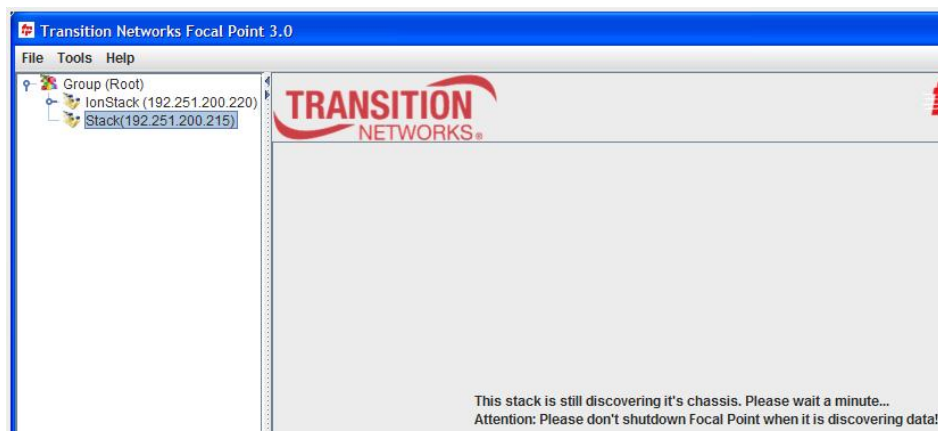 Transition Networks Focal Point 3.0
File Tools Help
Group (Root)
IonStack (192.251.200.220)
Stack(192.251.200.215)
TRANSITION
NETWORKS®
This stack is still discovering it's chassis. Please wait a minute...
Attention: Please don't shutdown Focal Point when it is discovering data!